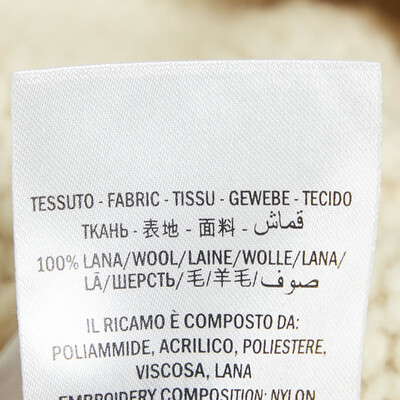 TESSUTO - FABRIC - TISSU - GEWEBE - TECIDO
ТКАНЬ - 表地 - 面料 - قماش
100% LANA/WOOL/LAINE/WOLLE/LANA/
LÃ/ШЕРСТЬ/毛/羊毛/صوف
IL RICAMO È COMPOSTO DA:
POLIAMMIDE, ACRILICO, POLIESTERE,
VISCOSA, LANA
EMBROIDERY COMPOSITION: NYLON,